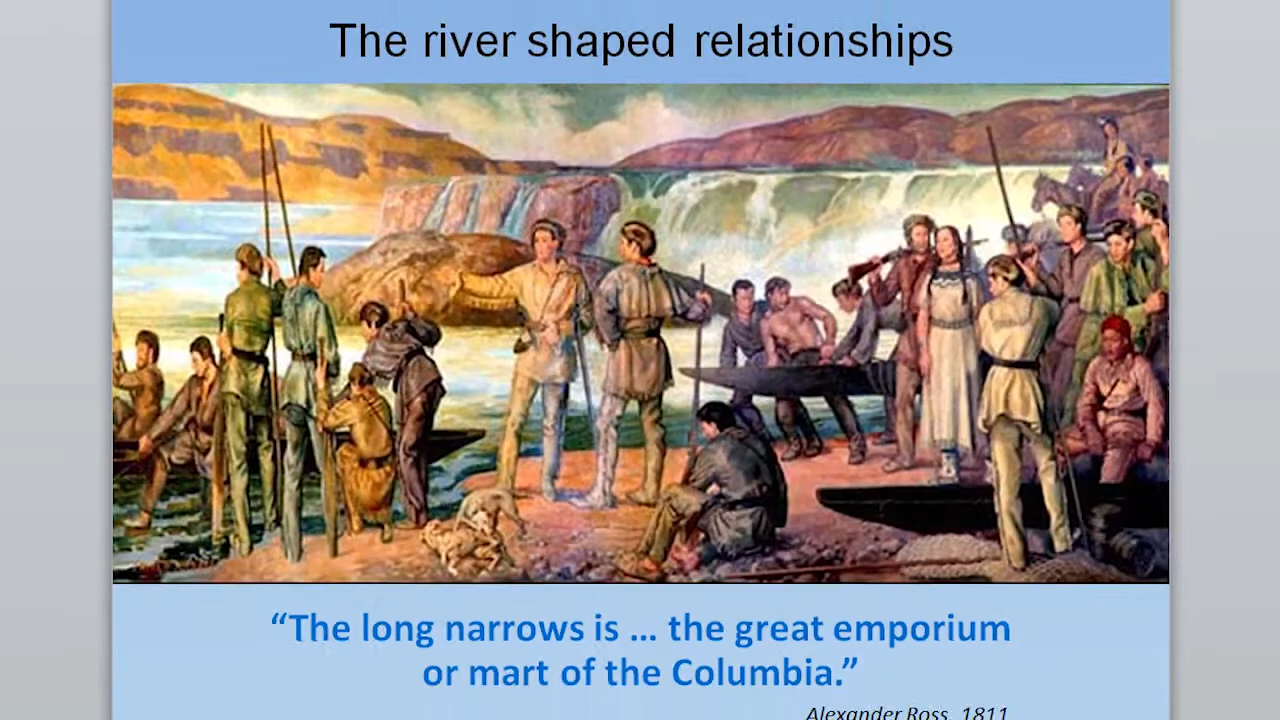 The river shaped relationships
“The long narrows is ... the great emporium
or mart of the Columbia.”
Alexander Ross, 1811